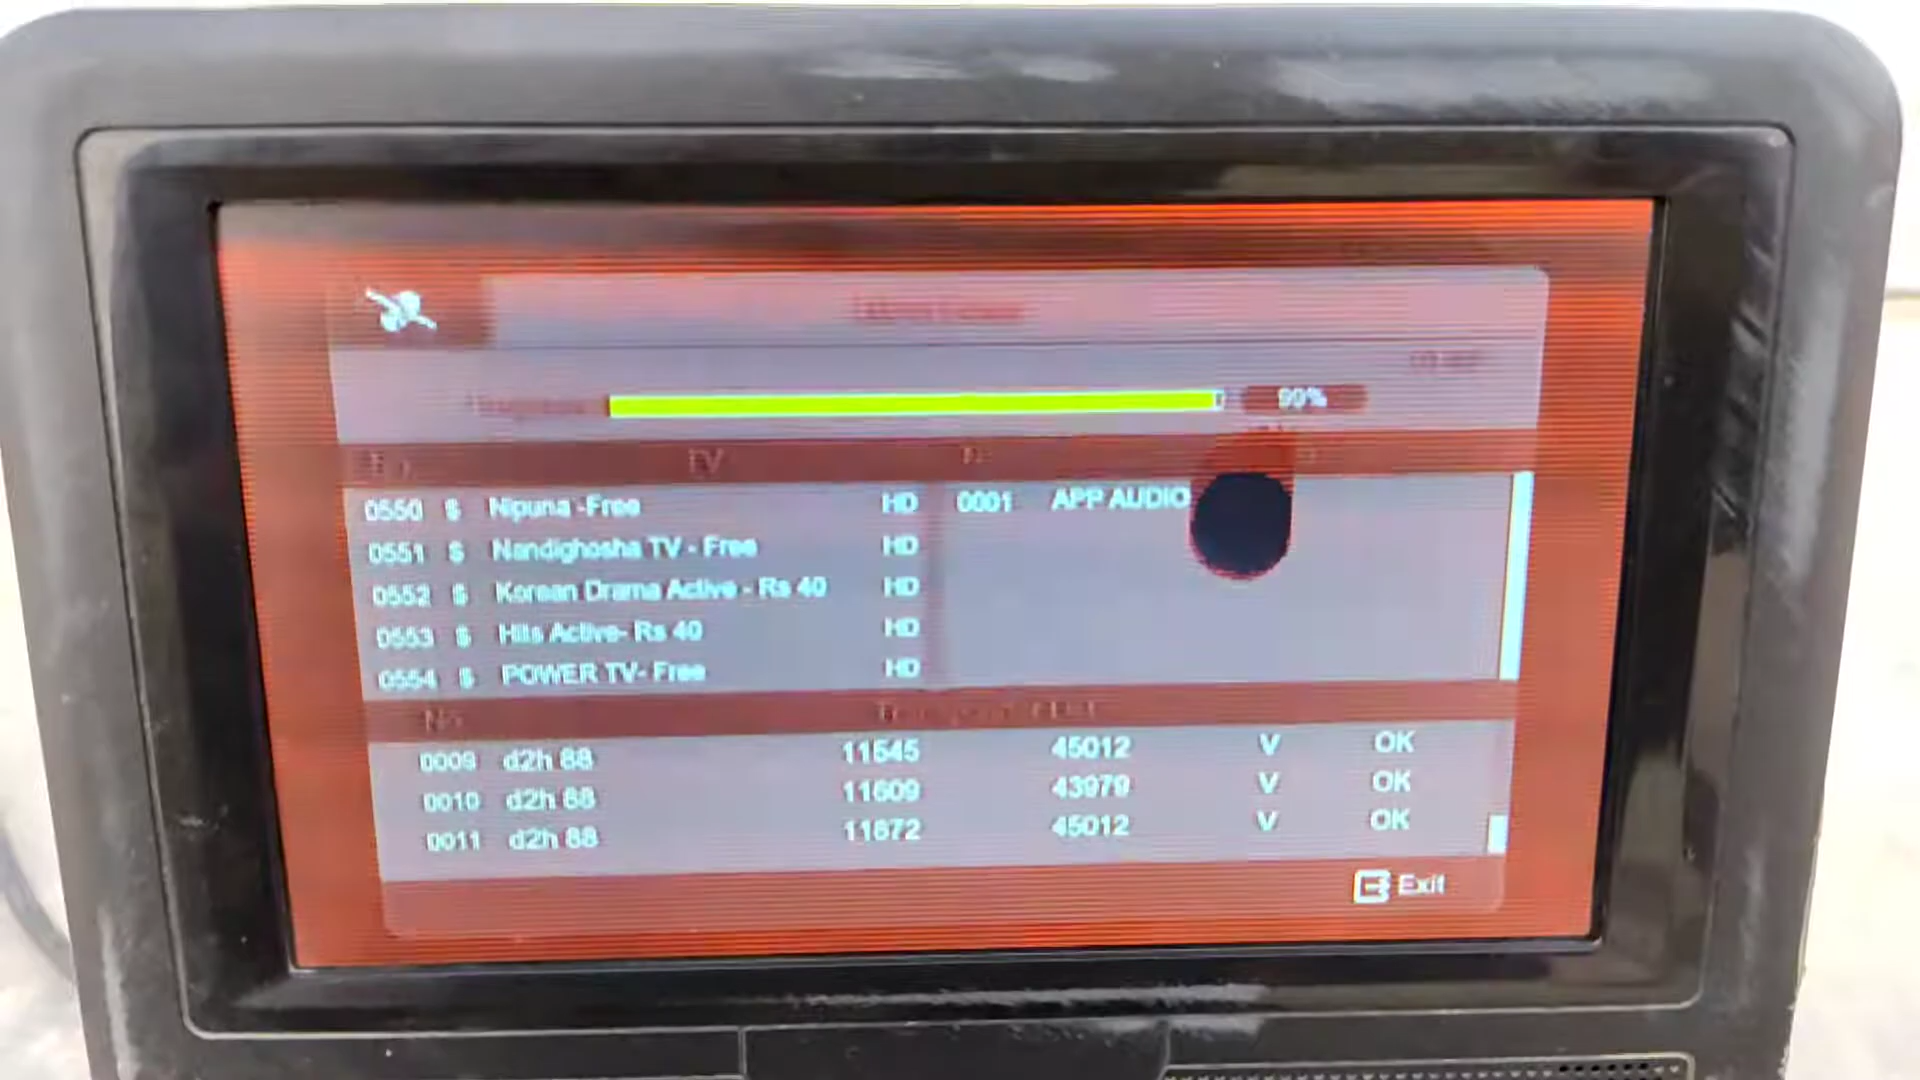 99%
TV
0550 $ Nipuna -Free HD 0001 APP AUDIO
0551 $ Nandighosha TV - Free HD
0552 $ Korean Drama Active - Rs 40 HD
0553 $ Hits Active- Rs 40 HD
0554 $ POWER TV- Free HD
No
0009 d2h 88 11545 45012 V OK
0010 d2h 88 11609 43979 V OK
0011 d2h 88 11672 45012 V OK
Exit